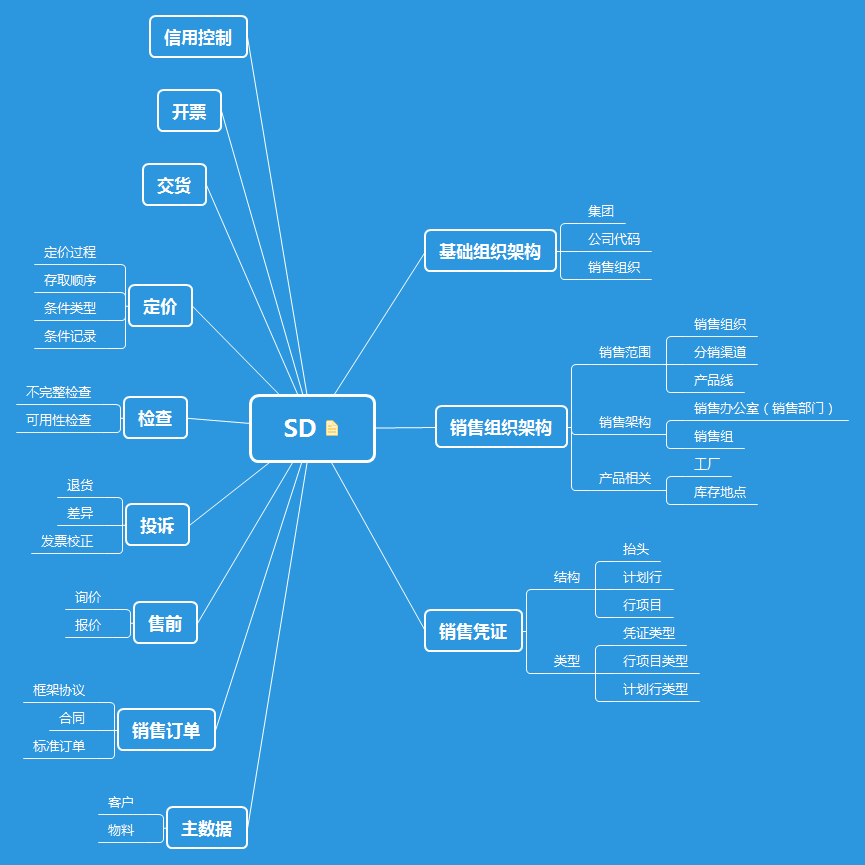 信用控制
开票
交货
定价
定价过程
存取顺序
条件类型
条件记录
检查
不完整检查
可用性检查
投诉
退货
差异
发票校正
售前
询价
报价
销售订单
框架协议
合同
标准订单
主数据
客户
物料
SD
基础组织架构
集团
公司代码
销售组织
销售组织架构
销售范围
销售组织
分销渠道
产品线
销售架构
销售办公室（销售部门）
销售组
产品相关
工厂
库存地点
销售凭证
结构
抬头
计划行
行项目
类型
凭证类型
行项目类型
计划行类型